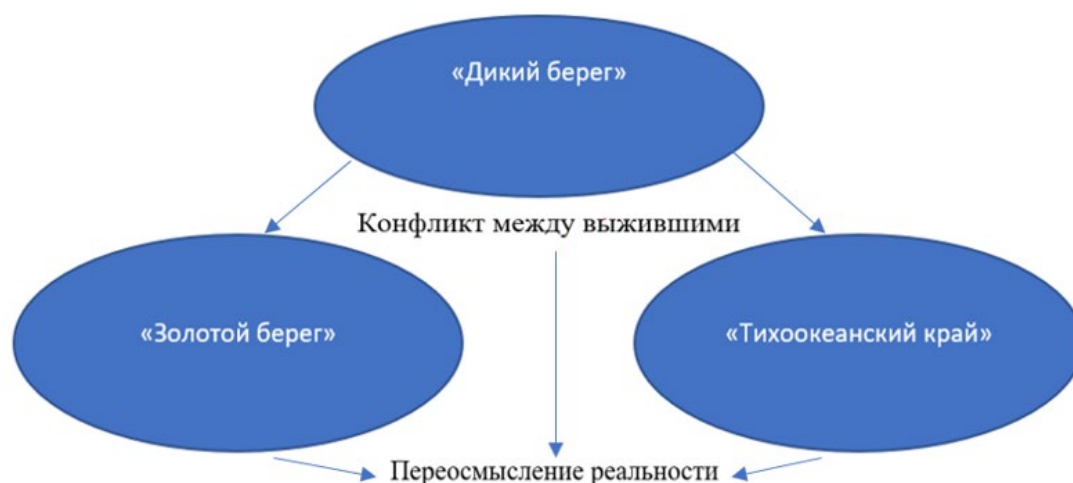 «Дикий берег»
Конфликт между выжившими
«Золотой берег»
«Тихоокеанский край»
Переосмысление реальности